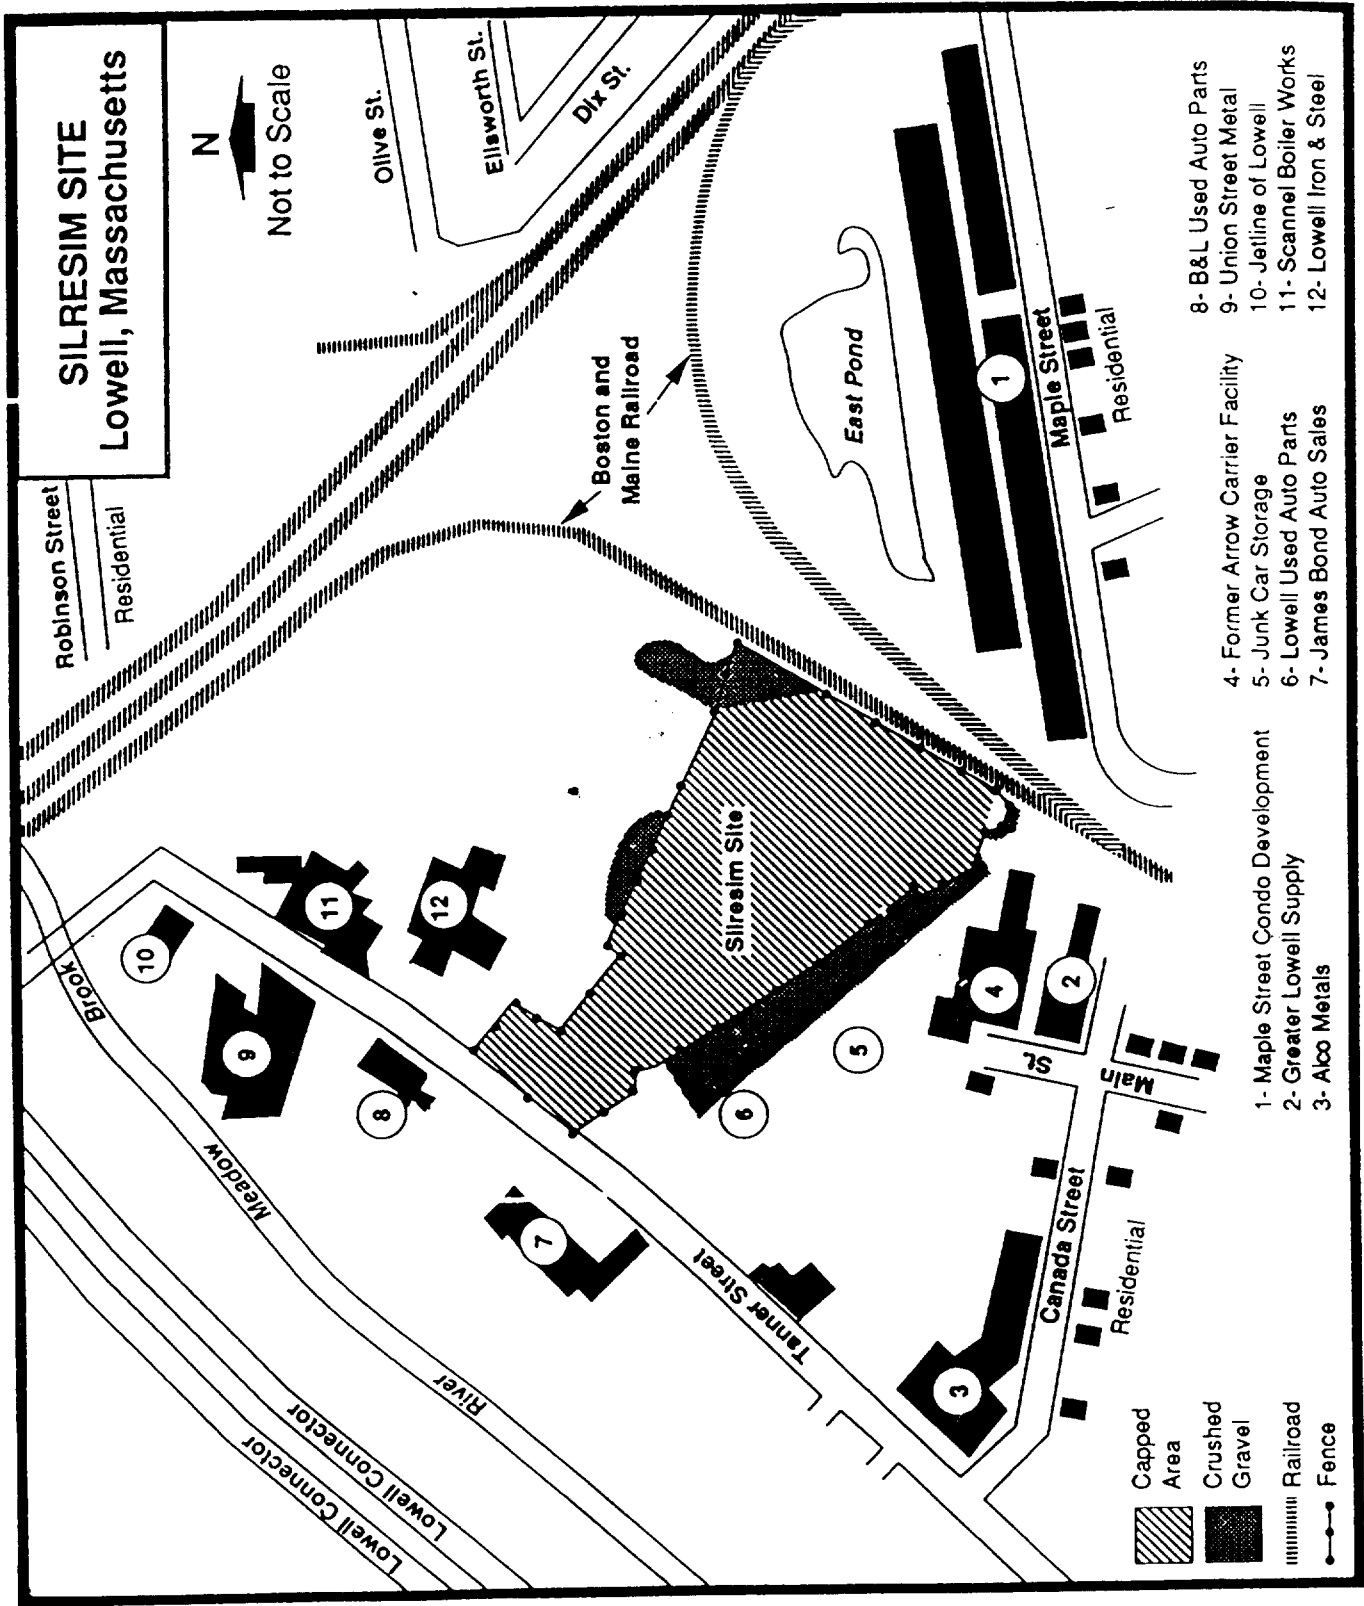 SILRESIM SITE
Lowell, Massachusetts
N
Not to Scale
Robinson Street
Residential
Olive St.
Ellsworth St.
Dix St.
Boston and
Maine Railroad
East Pond
Maple Street
Residential
Silresim Site
Brook
Meadow
River
Lowell Connector
Lowell Connector
Tanner Street
Canada Street
Main
St.
Residential
1
2
3
4
5
6
7
8
9
10
11
12
Capped
Area
Crushed
Gravel
Railroad
Fence
1- Maple Street Condo Development
2- Greater Lowell Supply
3- Alco Metals
4- Former Arrow Carrier Facility
5- Junk Car Storage
6- Lowell Used Auto Parts
7- James Bond Auto Sales
8- B&L Used Auto Parts
9- Union Street Metal
10- Jetline of Lowell
11- Scannel Boiler Works
12- Lowell Iron & Steel